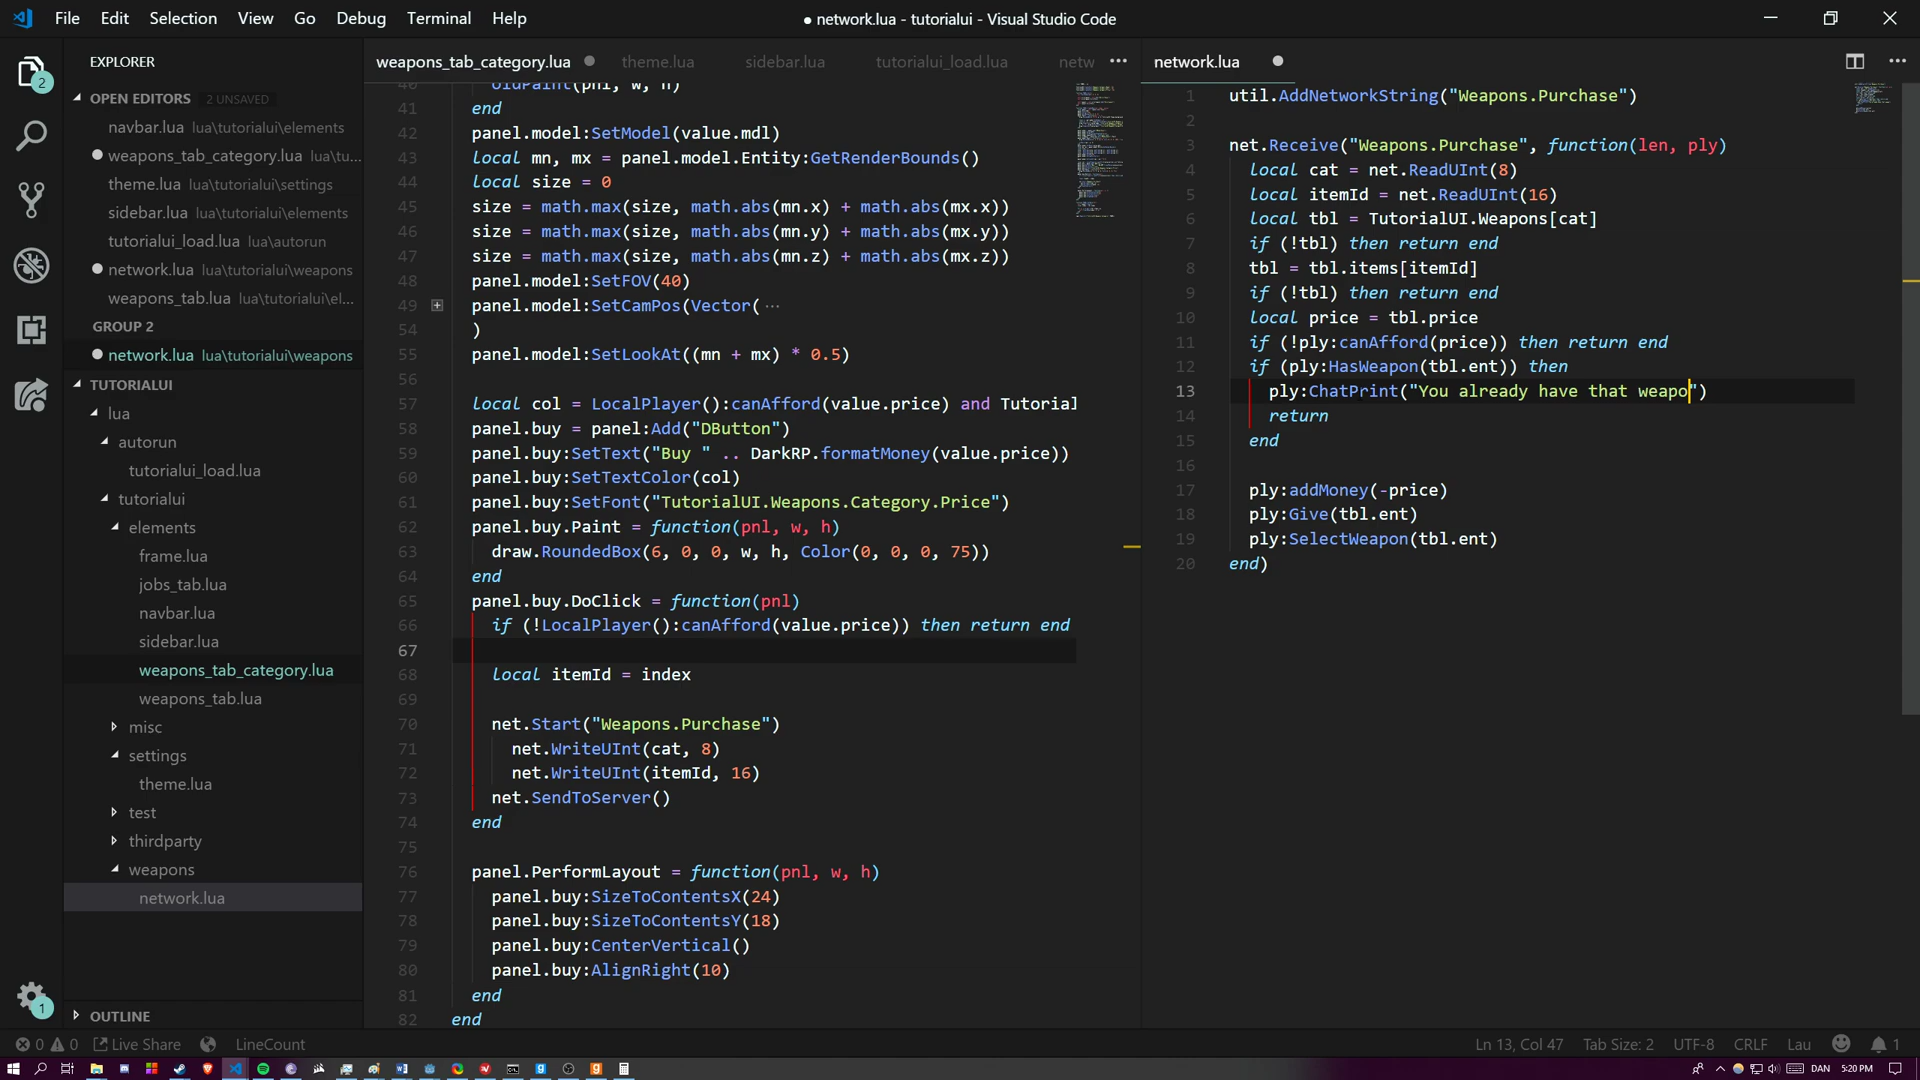 File Edit Selection View Go Debug Terminal Help
● network.lua - tutorialui - Visual Studio Code
EXPLORER
OPEN EDITORS 2 UNSAVED
navbar.lua lua\tutorialui\elements
weapons_tab_category.lua lua\tu...
theme.lua lua\tutorialui\settings
sidebar.lua lua\tutorialui\elements
tutorialui_load.lua lua\autorun
network.lua lua\tutorialui\weapons
weapons_tab.lua lua\tutorialui\el...
GROUP 2
network.lua lua\tutorialui\weapons
TUTORIALUI
lua
autorun
tutorialui_load.lua
tutorialui
elements
frame.lua
jobs_tab.lua
navbar.lua
sidebar.lua
weapons_tab_category.lua
weapons_tab.lua
misc
settings
theme.lua
test
thirdparty
weapons
network.lua
OUTLINE
2
1
weapons_tab_category.lua theme.lua sidebar.lua tutorialui_load.lua netw ...
40 oldPaint(pnl, w, h)
41 end
42 panel.model:SetModel(value.mdl)
43 local mn, mx = panel.model.Entity:GetRenderBounds()
44 local size = 0
45 size = math.max(size, math.abs(mn.x) + math.abs(mx.x))
46 size = math.max(size, math.abs(mn.y) + math.abs(mx.y))
47 size = math.max(size, math.abs(mn.z) + math.abs(mx.z))
48 panel.model:SetFOV(40)
49 panel.model:SetCamPos(Vector( ...
54 )
55 panel.model:SetLookAt((mn + mx) * 0.5)
56
57 local col = LocalPlayer():canAfford(value.price) and Tutorial
58 panel.buy = panel:Add("DButton")
59 panel.buy:SetText("Buy " .. DarkRP.formatMoney(value.price))
60 panel.buy:SetTextColor(col)
61 panel.buy:SetFont("TutorialUI.Weapons.Category.Price")
62 panel.buy.Paint = function(pnl, w, h)
63 draw.RoundedBox(6, 0, 0, w, h, Color(0, 0, 0, 75))
64 end
65 panel.buy.DoClick = function(pnl)
66 if (!LocalPlayer():canAfford(value.price)) then return end
67
68 local itemId = index
69
70 net.Start("Weapons.Purchase")
71 net.WriteUInt(cat, 8)
72 net.WriteUInt(itemId, 16)
73 net.SendToServer()
74 end
75
76 panel.PerformLayout = function(pnl, w, h)
77 panel.buy:SizeToContentsX(24)
78 panel.buy:SizeToContentsY(18)
79 panel.buy:CenterVertical()
80 panel.buy:AlignRight(10)
81 end
82 end
network.lua
1 util.AddNetworkString("Weapons.Purchase")
2
3 net.Receive("Weapons.Purchase", function(len, ply)
4 local cat = net.ReadUInt(8)
5 local itemId = net.ReadUInt(16)
6 local tbl = TutorialUI.Weapons[cat]
7 if (!tbl) then return end
8 tbl = tbl.items[itemId]
9 if (!tbl) then return end
10 local price = tbl.price
11 if (!ply:canAfford(price)) then return end
12 if (ply:HasWeapon(tbl.ent)) then
13 ply:ChatPrint("You already have that weapo")
14 return
15 end
16
17 ply:addMoney(-price)
18 ply:Give(tbl.ent)
19 ply:SelectWeapon(tbl.ent)
20 end)
0 0 Live Share LineCount
Ln 13, Col 47 Tab Size: 2 UTF-8 CRLF Lau 1
DAN 5:20 PM